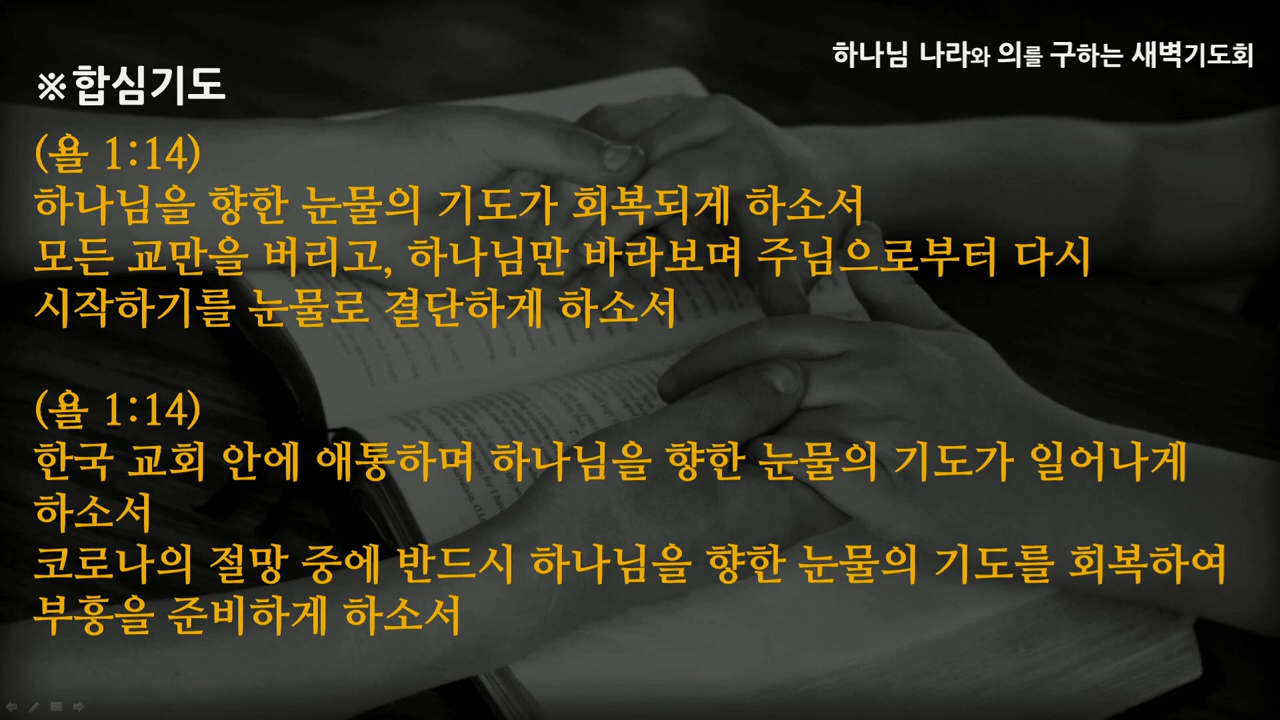 하나님 나라와 의를 구하는 새벽기도회
※합심기도
(욜 1:14)
하나님을 향한 눈물의 기도가 회복되게 하소서
모든 교만을 버리고, 하나님만 바라보며 주님으로부터 다시
시작하기를 눈물로 결단하게 하소서
(욜 1:14)
한국 교회 안에 애통하며 하나님을 향한 눈물의 기도가 일어나게
하소서
코로나의 절망 중에 반드시 하나님을 향한 눈물의 기도를 회복하여
부흥을 준비하게 하소서